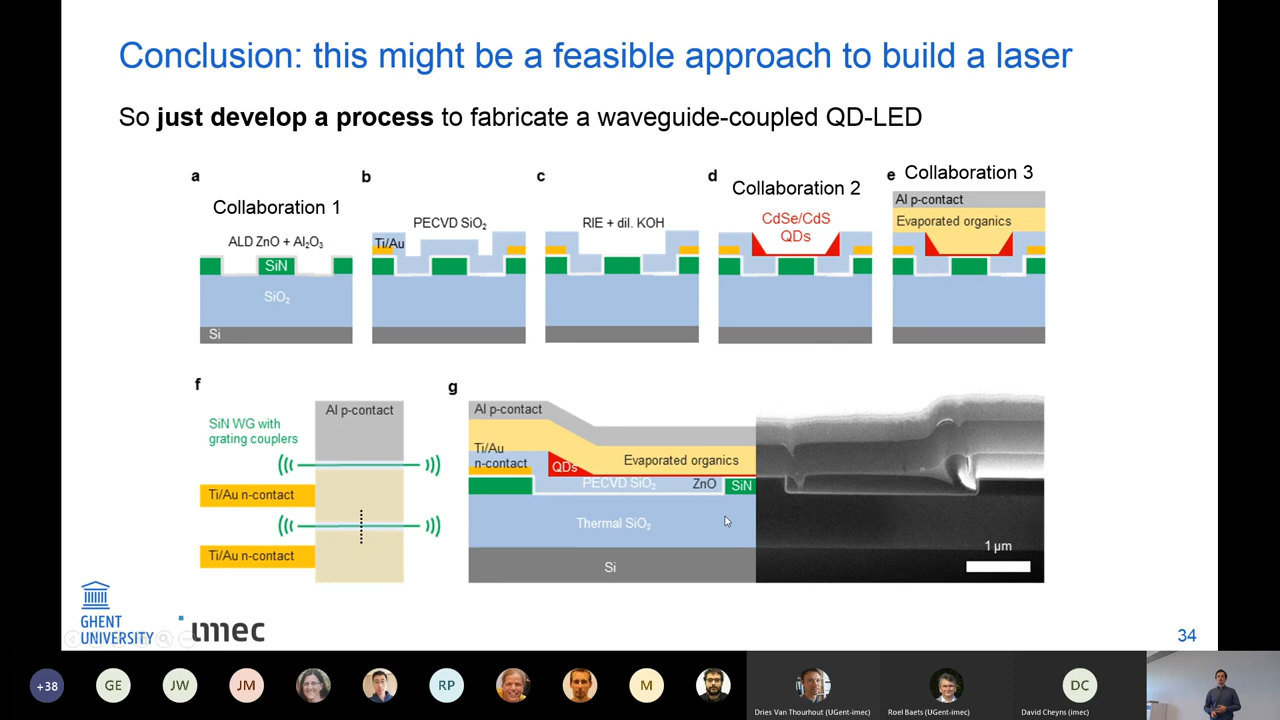 Conclusion: this might be a feasible approach to build a laser
So just develop a process to fabricate a waveguide-coupled QD-LED
a
Collaboration 1
ALD ZnO + Al₂O₃
SiN
SiO₂
Si
b
PECVD SiO₂
Ti/Au
c
RIE + dil. KOH
d
Collaboration 2
CdSe/CdS
QDs
e
Collaboration 3
Al p-contact
Evaporated organics
f
Al p-contact
SiN WG with
grating couplers
Ti/Au n-contact
Ti/Au n-contact
g
Al p-contact
Ti/Au
n-contact
QDs
Evaporated organics
PECVD SiO₂
ZnO
SiN
Thermal SiO₂
Si
1 µm
GHENT
UNIVERSITY
imec
34
+38
GE
JW
JM
RP
M
DC
Dries Van Thourhout (UGent-imec)
Roel Baets (UGent-imec)
David Cheyns (imec)